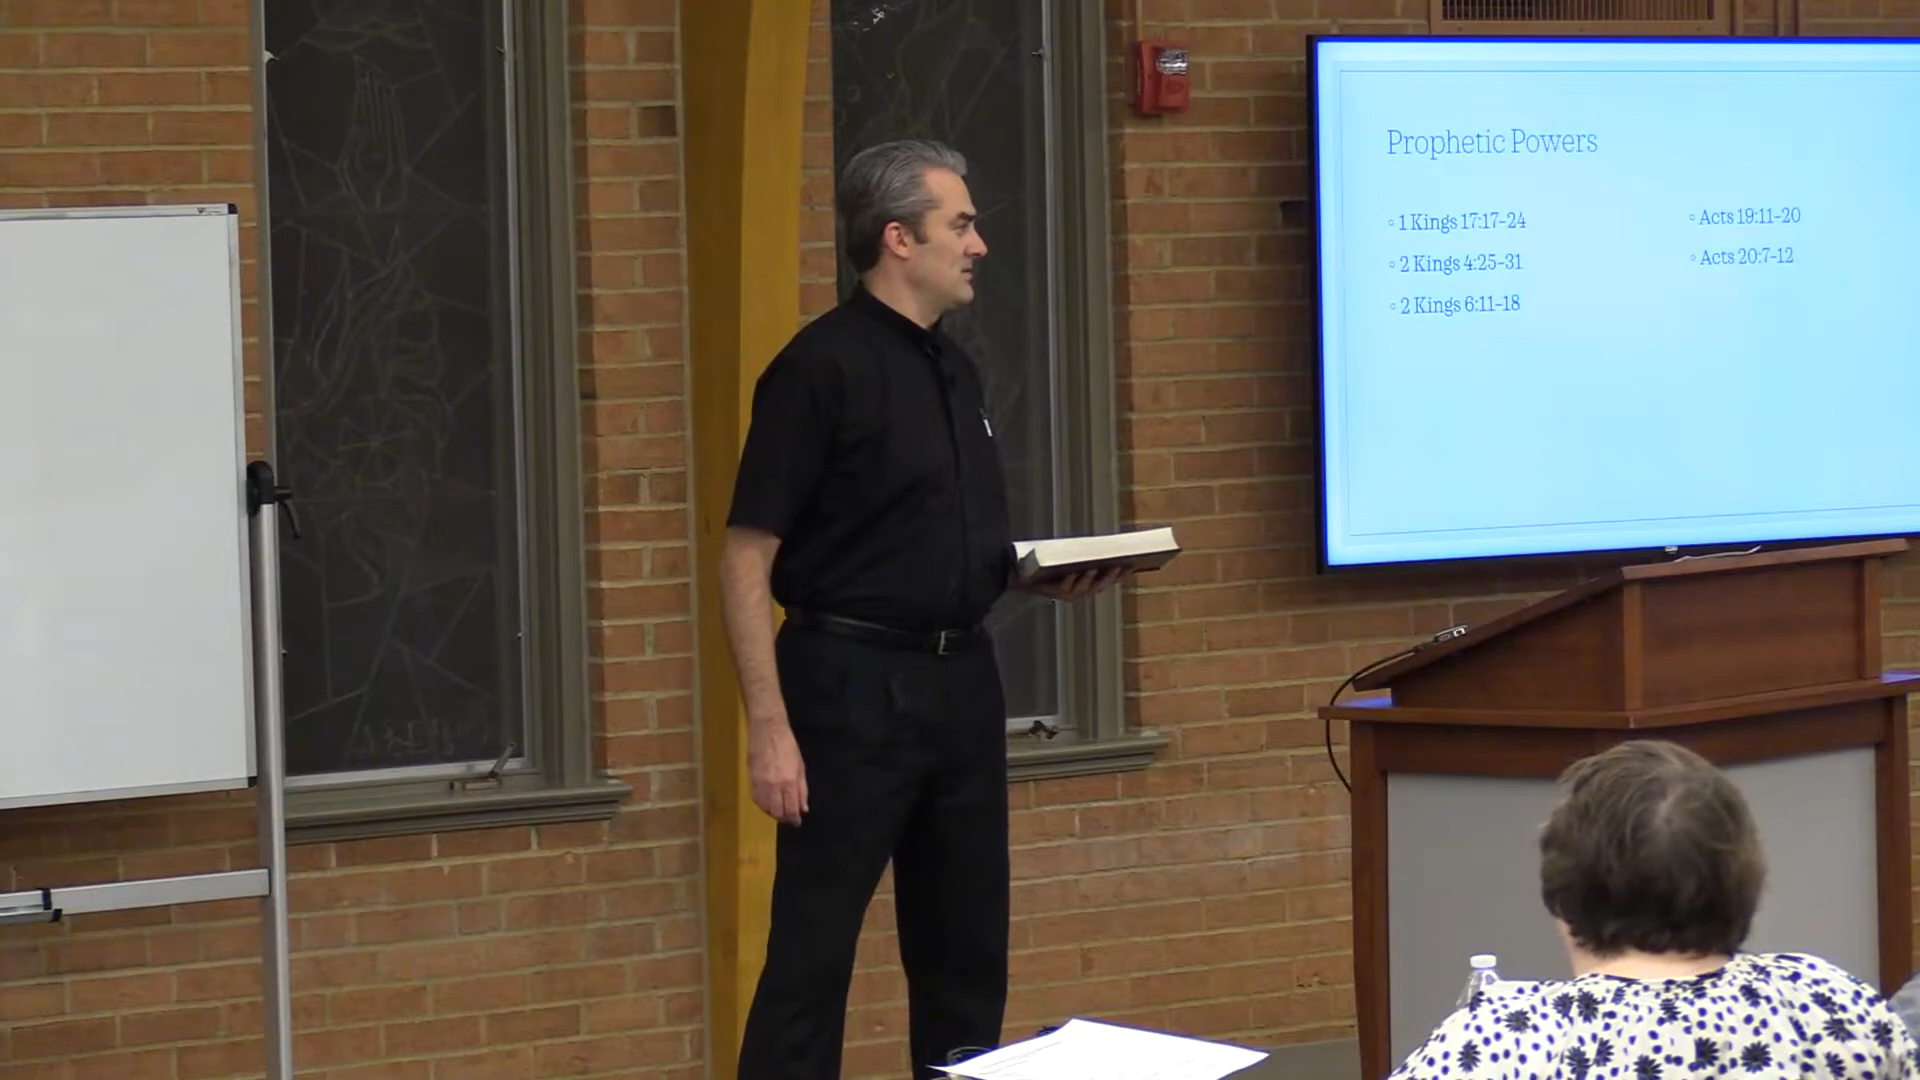 Prophetic Powers
◦ 1 Kings 17:17-24
◦ 2 Kings 4:25-31
◦ 2 Kings 6:11-18
◦ Acts 19:11-20
◦ Acts 20:7-12